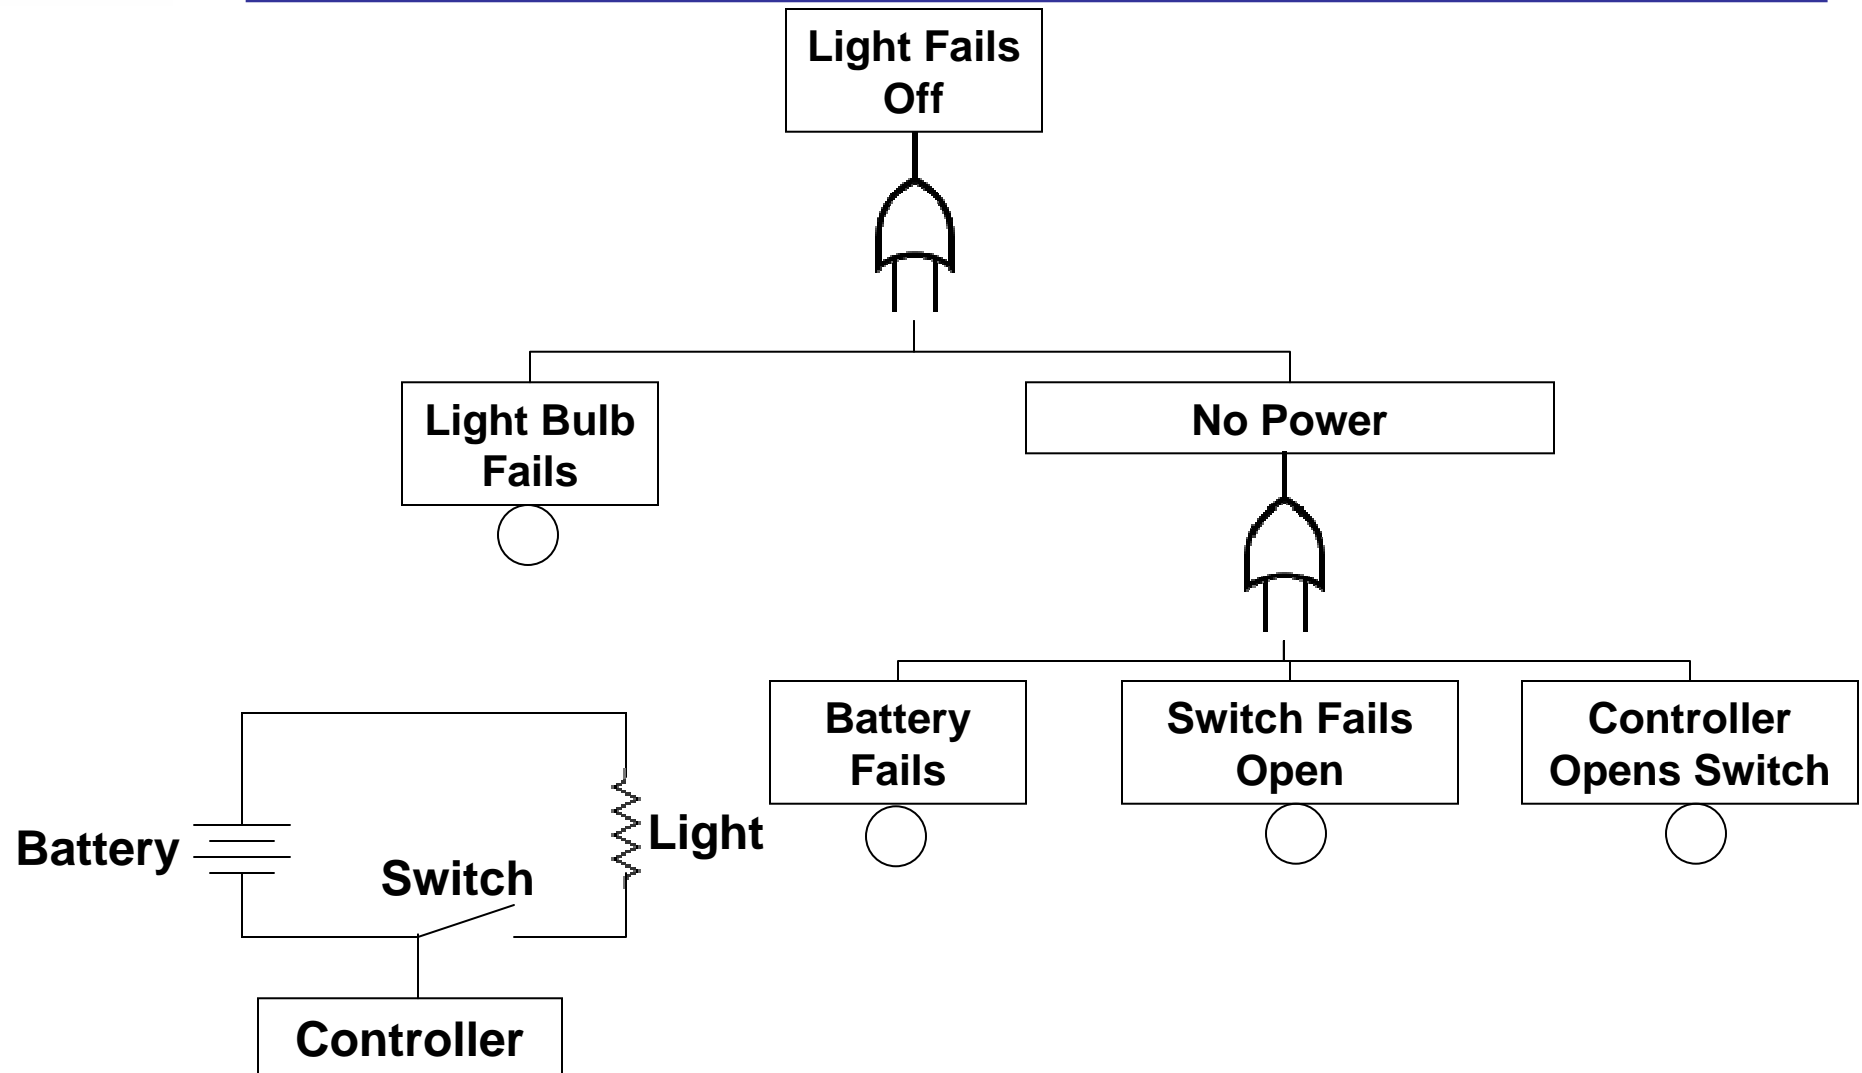 Light Fails
Off
Light Bulb
Fails
No Power
Battery
Fails
Switch Fails
Open
Controller
Opens Switch
Battery
Switch
Light
Controller